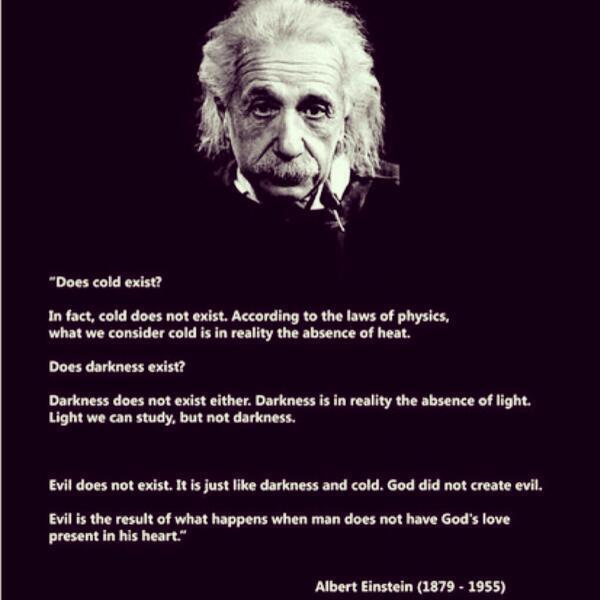 "Does cold exist?
In fact, cold does not exist. According to the laws of physics,
what we consider cold is in reality the absence of heat.
Does darkness exist?
Darkness does not exist either. Darkness is in reality the absence of light.
Light we can study, but not darkness.
Evil does not exist. It is just like darkness and cold. God did not create evil.
Evil is the result of what happens when man does not have God's love
present in his heart."
Albert Einstein (1879 - 1955)